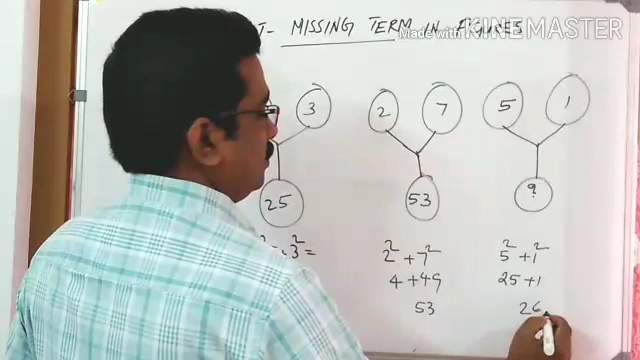 MISSING TERM IN FIGURES
Made with KINEMASTER
3 2 7 5 1
25 53 ?
3² = 2² + 7² 5² + 1²
4 + 49 25 + 1
53 26